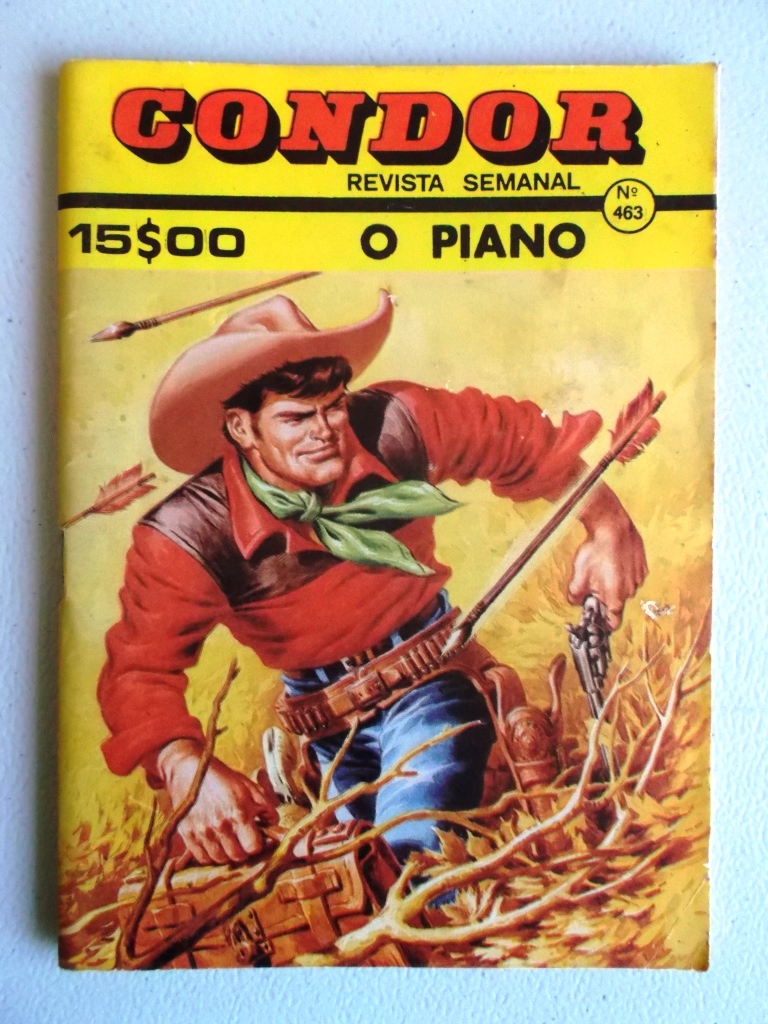 CONDOR
REVISTA SEMANAL
Nº
463
15$00
O PIANO